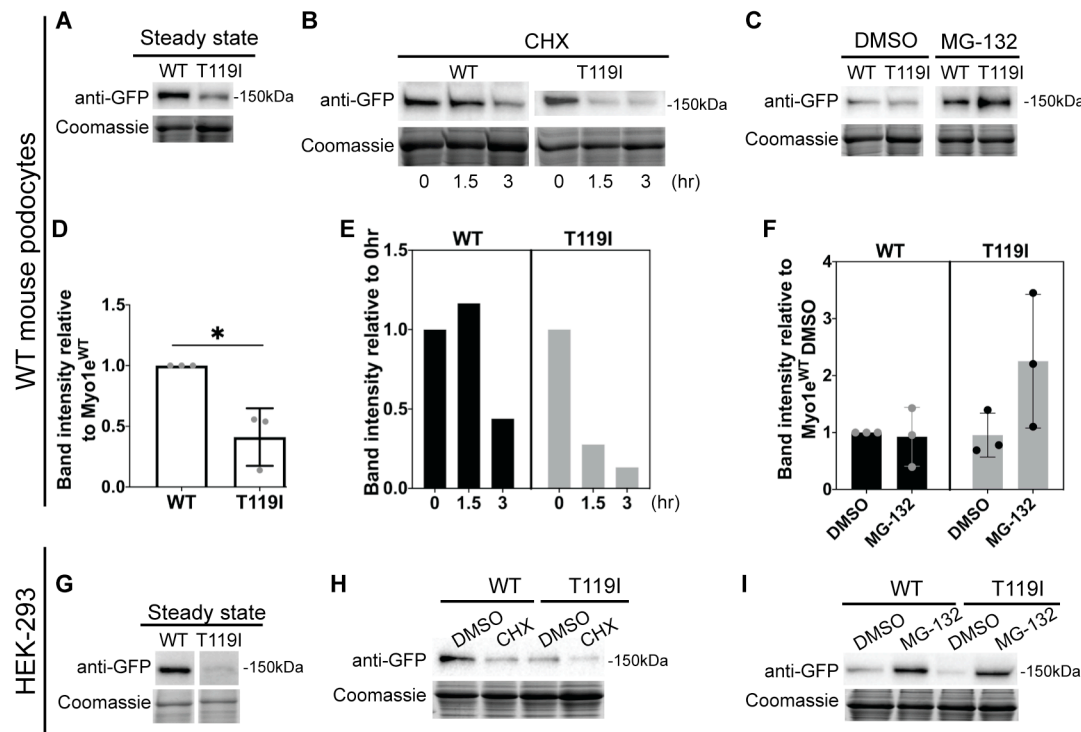 WT mouse podocytes
A
Steady state
WT T119I
anti-GFP
-150kDa
Coomassie
B
CHX
WT T119I
anti-GFP
-150kDa
Coomassie
0 1.5 3 0 1.5 3 (hr)
C
DMSO MG-132
WT T119I WT T119I
anti-GFP
-150kDa
Coomassie
D
Band intensity relative
to Myo1e^WT
1.5
1.0
0.5
0.0
*
WT T119I
E
Band intensity relative to 0hr
WT T119I
1.5
1.0
0.5
0.0
0 1.5 3 0 1.5 3 (hr)
F
Band intensity relative to
Myo1e^WT DMSO
WT T119I
4
3
2
1
0
DMSO MG-132 DMSO MG-132
HEK-293
G
Steady state
WT T119I
anti-GFP
-150kDa
Coomassie
H
WT T119I
DMSO CHX DMSO CHX
anti-GFP
-150kDa
Coomassie
I
WT T119I
DMSO MG-132 DMSO MG-132
anti-GFP
-150kDa
Coomassie